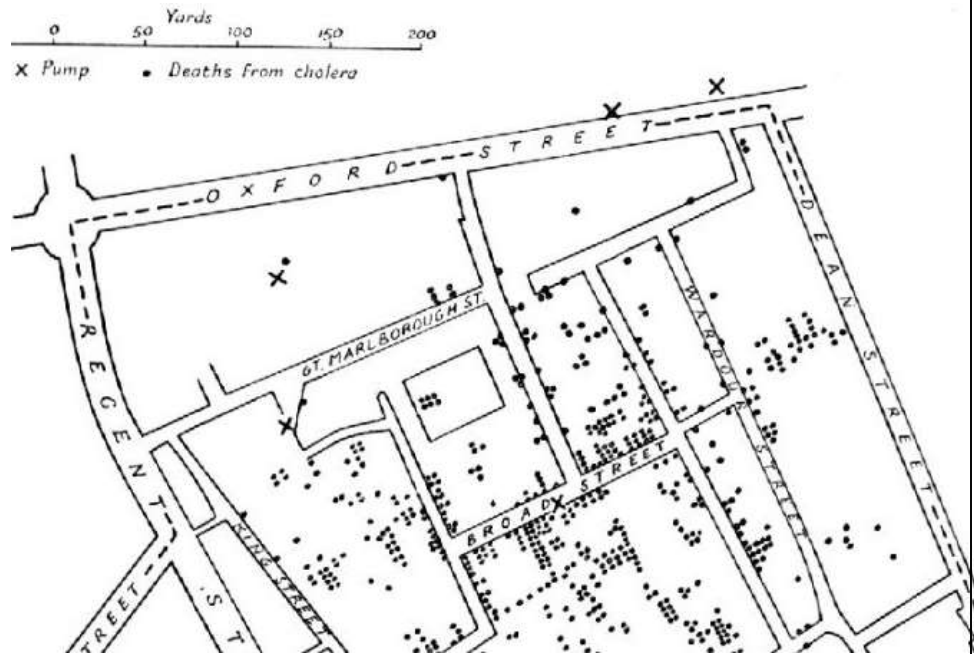 Yards
0 50 100 150 200
x Pump • Deaths from cholera
OXFORD STREET
DEAN STREET
REGENT ST
GT. MARLBOROUGH ST.
WARDOUR STREET
BROAD STREET
KING STREET
STREET